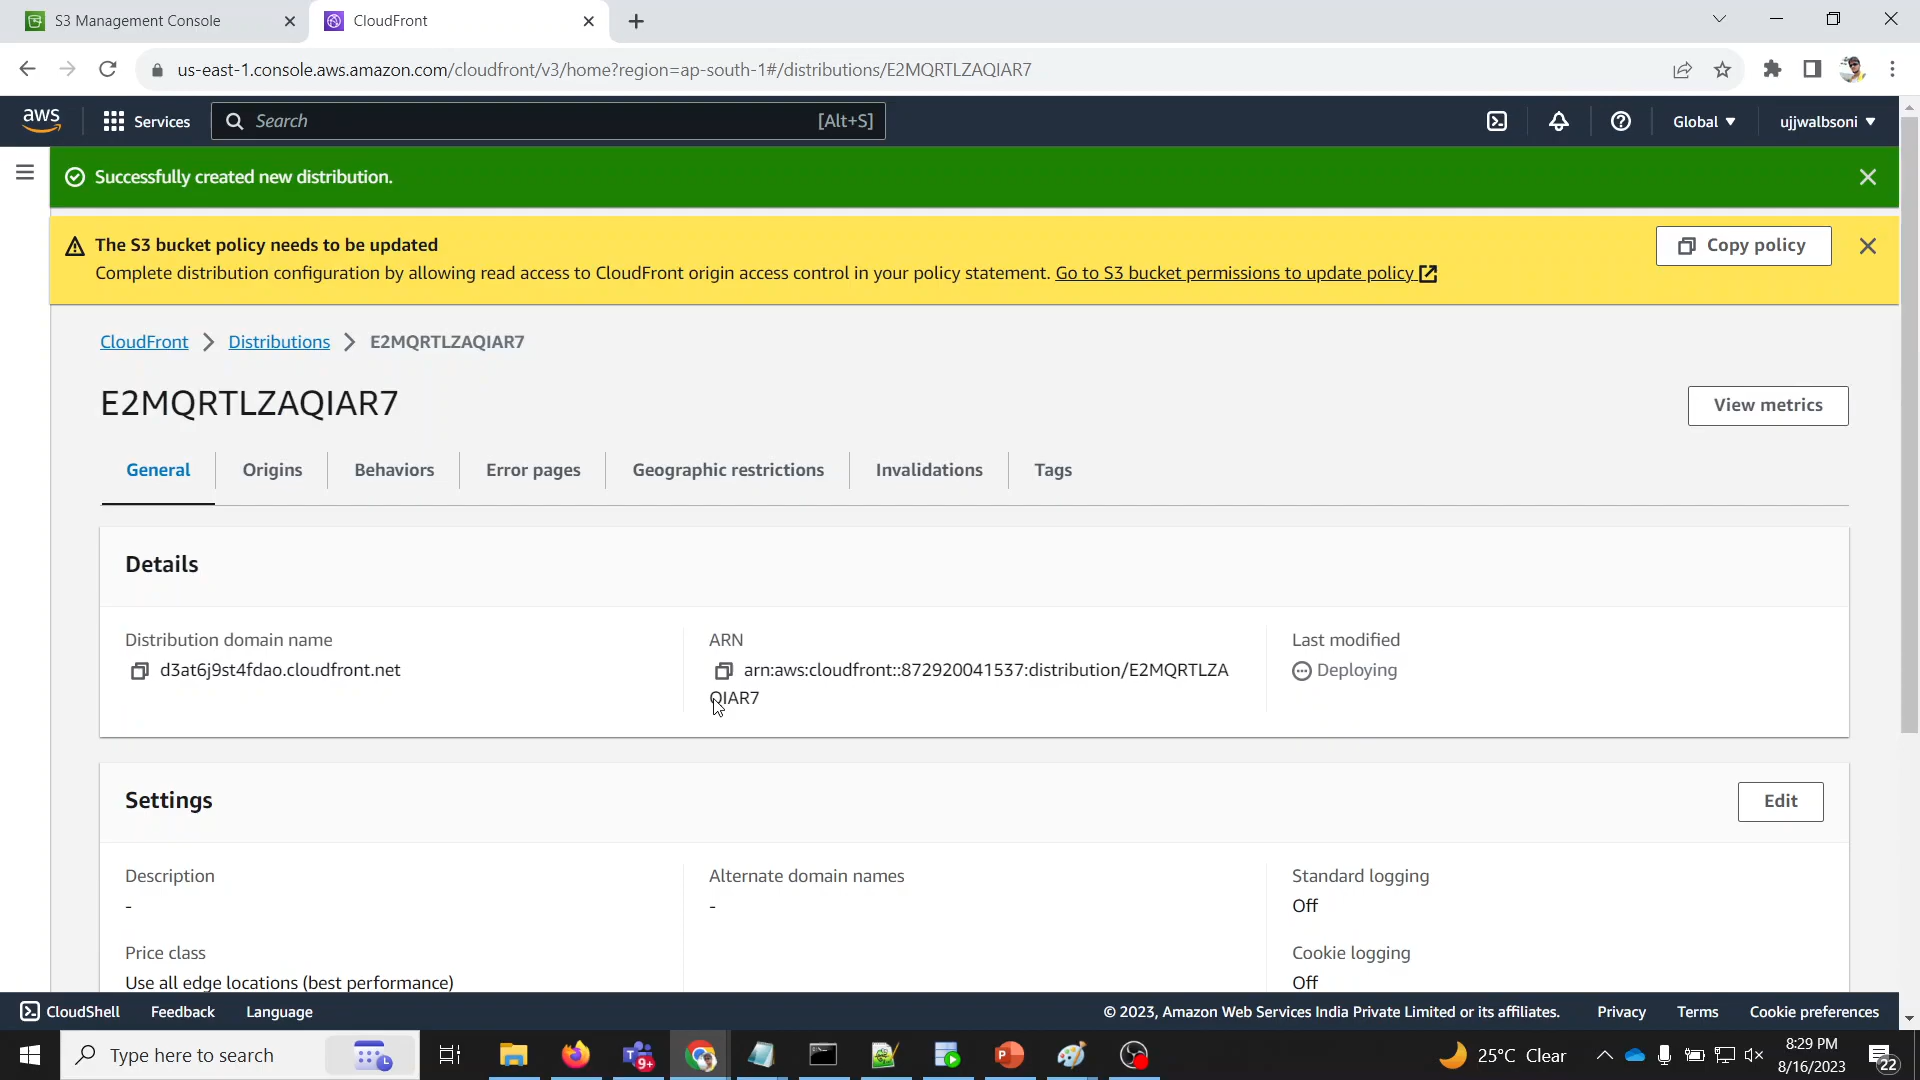 S3 Management Console
CloudFront
us-east-1.console.aws.amazon.com/cloudfront/v3/home?region=ap-south-1#/distributions/E2MQRTLZAQIAR7
aws
Services
Search
[Alt+S]
Global
ujjwalbsoni
Successfully created new distribution.
The S3 bucket policy needs to be updated
Complete distribution configuration by allowing read access to CloudFront origin access control in your policy statement. Go to S3 bucket permissions to update policy
Copy policy
CloudFront
Distributions
E2MQRTLZAQIAR7
E2MQRTLZAQIAR7
View metrics
General
Origins
Behaviors
Error pages
Geographic restrictions
Invalidations
Tags
Details
Distribution domain name
d3at6j9st4fdao.cloudfront.net
ARN
arn:aws:cloudfront::872920041537:distribution/E2MQRTLZA
QIAR7
Last modified
Deploying
Settings
Edit
Description
-
Alternate domain names
-
Standard logging
Off
Price class
Use all edge locations (best performance)
Cookie logging
Off
CloudShell
Feedback
Language
© 2023, Amazon Web Services India Private Limited or its affiliates.
Privacy
Terms
Cookie preferences
Type here to search
9+
25°C Clear
8:29 PM
8/16/2023
22